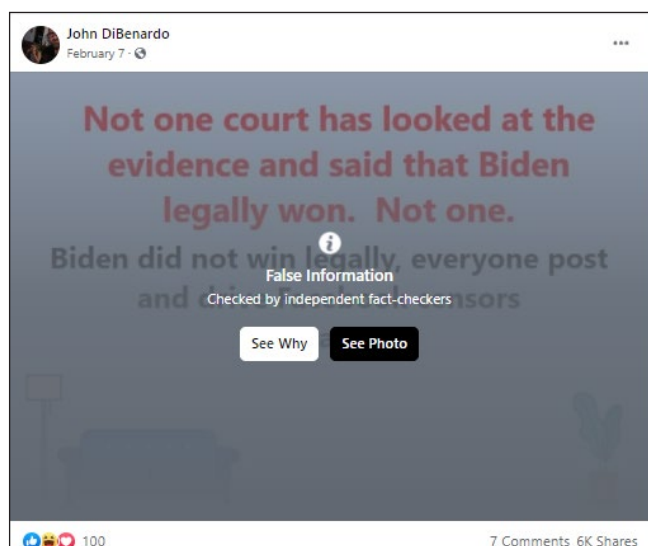 John DiBenardo
February 7 ·
Not one court has looked at the
evidence and said that Biden
legally won. Not one.
Biden did not win legally, everyone post
False Information
and censors
Checked by independent fact-checkers
See Why
See Photo
100
7 Comments 6K Shares